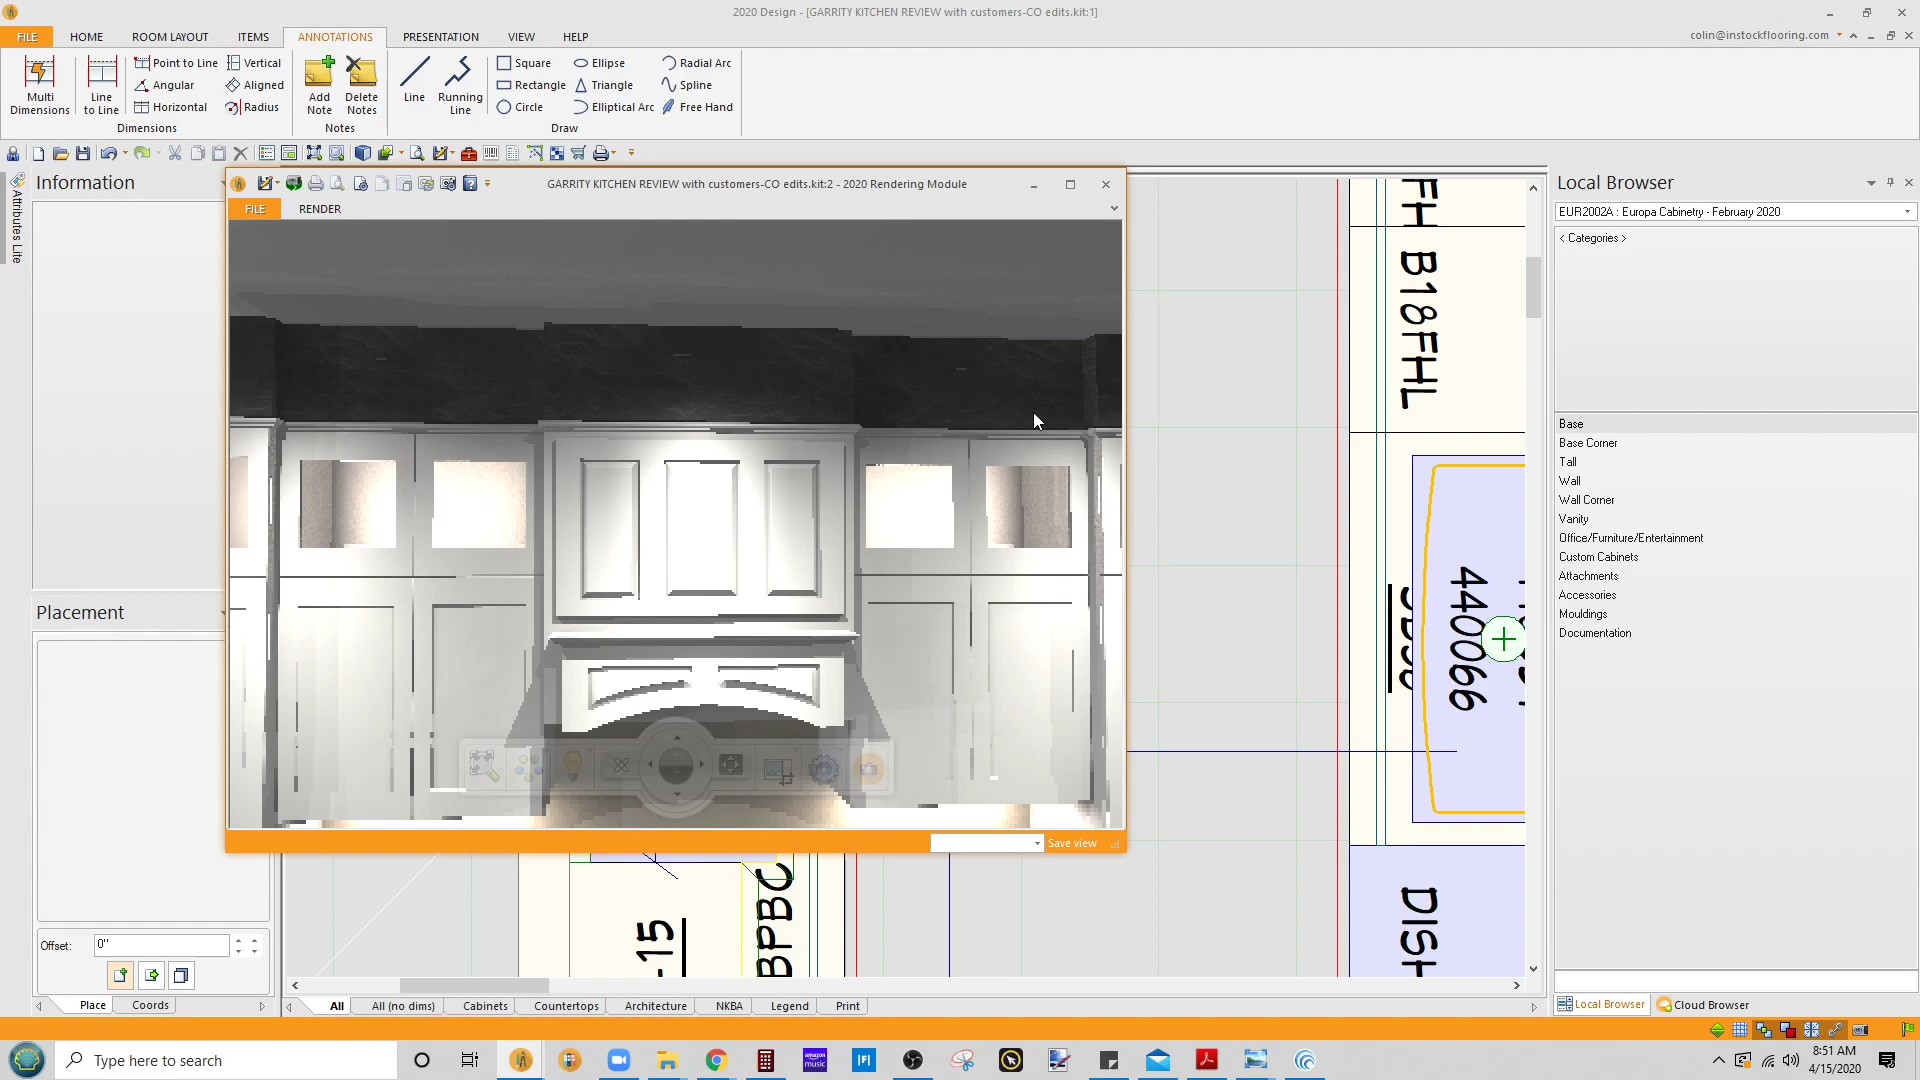 2020 Design - [GARRITY KITCHEN REVIEW with customers-CO edits.kit:1]
FILE HOME ROOM LAYOUT ITEMS ANNOTATIONS PRESENTATION VIEW HELP colin@instockflooring.com
Multi Dimensions
Line to Line
Point to Line
Angular
Horizontal
Vertical
Aligned
Radius
Dimensions
Add Note
Delete Notes
Notes
Line
Running Line
Square
Rectangle
Circle
Ellipse
Triangle
Elliptical Arc
Radial Arc
Spline
Free Hand
Draw
Attributes Lite
Information
GARRITY KITCHEN REVIEW with customers-CO edits.kit:2 - 2020 Rendering Module
FILE RENDER
Save view
Placement
Offset: 0"
Place Coords
FH
B18FHL
440066
DISH
-15
BPBC
All All (no dims) Cabinets Countertops Architecture NKBA Legend Print
Local Browser
EUR2002A : Europa Cabinetry - February 2020
< Categories >
Base
Base Corner
Tall
Wall
Wall Corner
Vanity
Office/Furniture/Entertainment
Custom Cabinets
Attachments
Accessories
Mouldings
Documentation
Local Browser Cloud Browser
Type here to search
amazon music
8:51 AM
4/15/2020